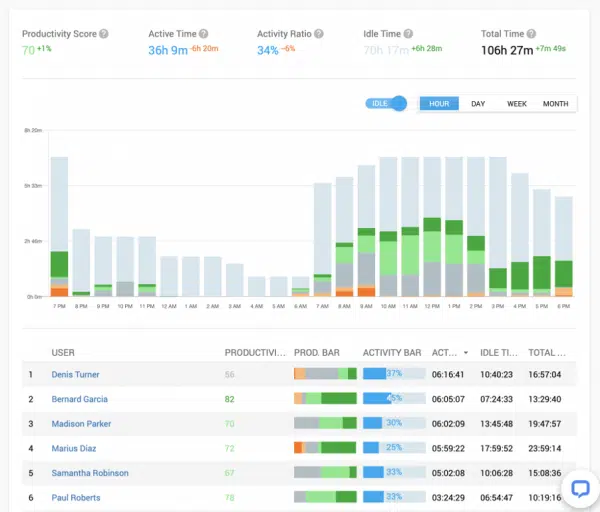 Productivity Score ? Active Time ? Activity Ratio ? Idle Time ? Total Time ?
70 +1% 36h 9m -6h 20m 34% -6% 70h 17m +6h 28m 106h 27m +7m 49s
IDLE HOUR DAY WEEK MONTH
8h 20m
5h 33m
2h 46m
0h 0m
7 PM 8 PM 9 PM 10 PM 11 PM 12 AM 1 AM 2 AM 3 AM 4 AM 5 AM 6 AM 7 AM 8 AM 9 AM 10 AM 11 AM 12 PM 1 PM 2 PM 3 PM 4 PM 5 PM 6 PM
USER PRODUCTIVI... PROD. BAR ACTIVITY BAR ACT... IDLE TI... TOTAL ...
1 Denis Turner 56 37% 06:16:41 10:40:23 16:57:04
2 Bernard Garcia 82 45% 06:05:07 07:24:33 13:29:40
3 Madison Parker 70 30% 06:02:09 13:45:48 19:47:57
4 Marius Diaz 72 25% 05:59:22 17:59:52 23:59:14
5 Samantha Robinson 67 33% 05:02:08 10:06:28 15:08:36
6 Paul Roberts 78 33% 03:24:29 06:54:47 10:19:16